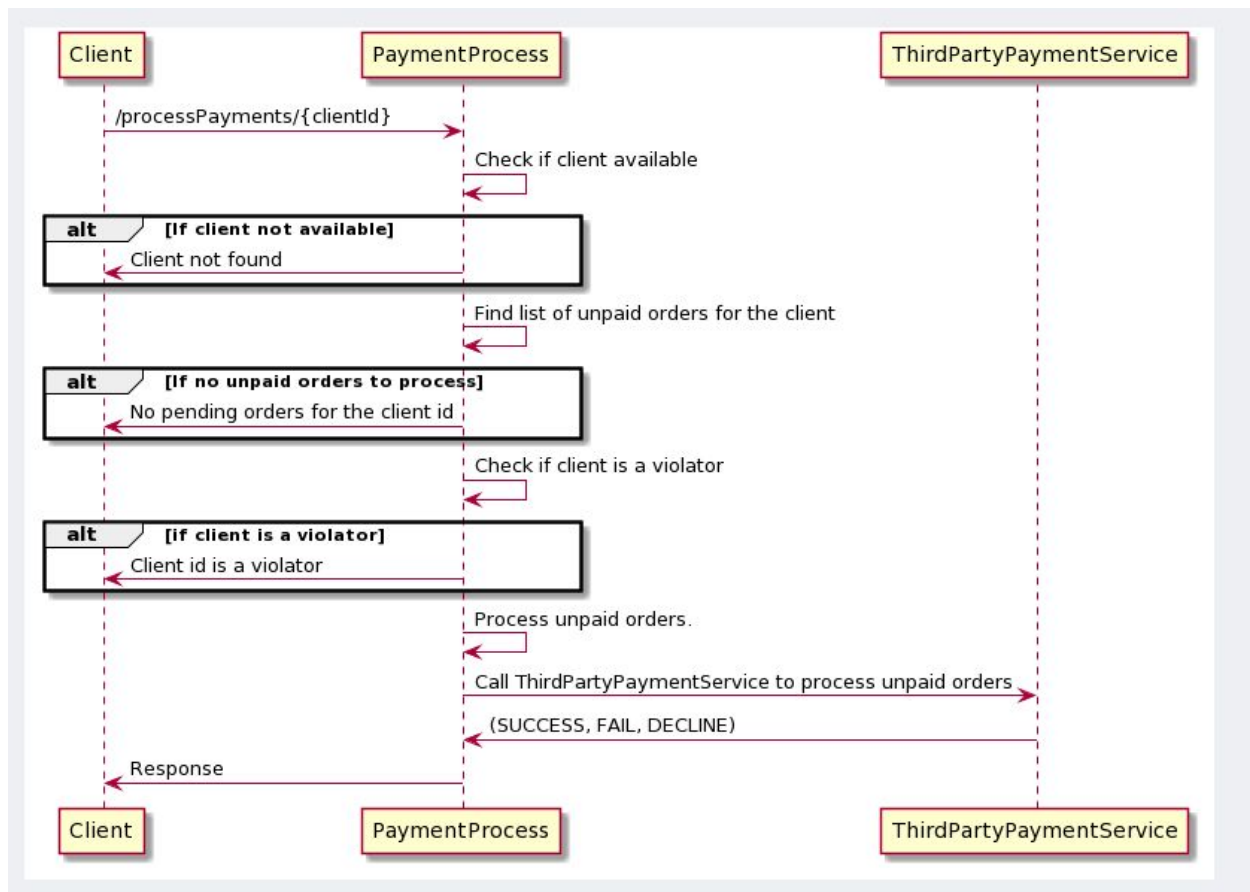 Client PaymentProcess ThirdPartyPaymentService
/processPayments/{clientId}
Check if client available
alt [If client not available]
Client not found
Find list of unpaid orders for the client
alt [If no unpaid orders to process]
No pending orders for the client id
Check if client is a violator
alt [if client is a violator]
Client id is a violator
Process unpaid orders.
Call ThirdPartyPaymentService to process unpaid orders
(SUCCESS, FAIL, DECLINE)
Response
Client PaymentProcess ThirdPartyPaymentService